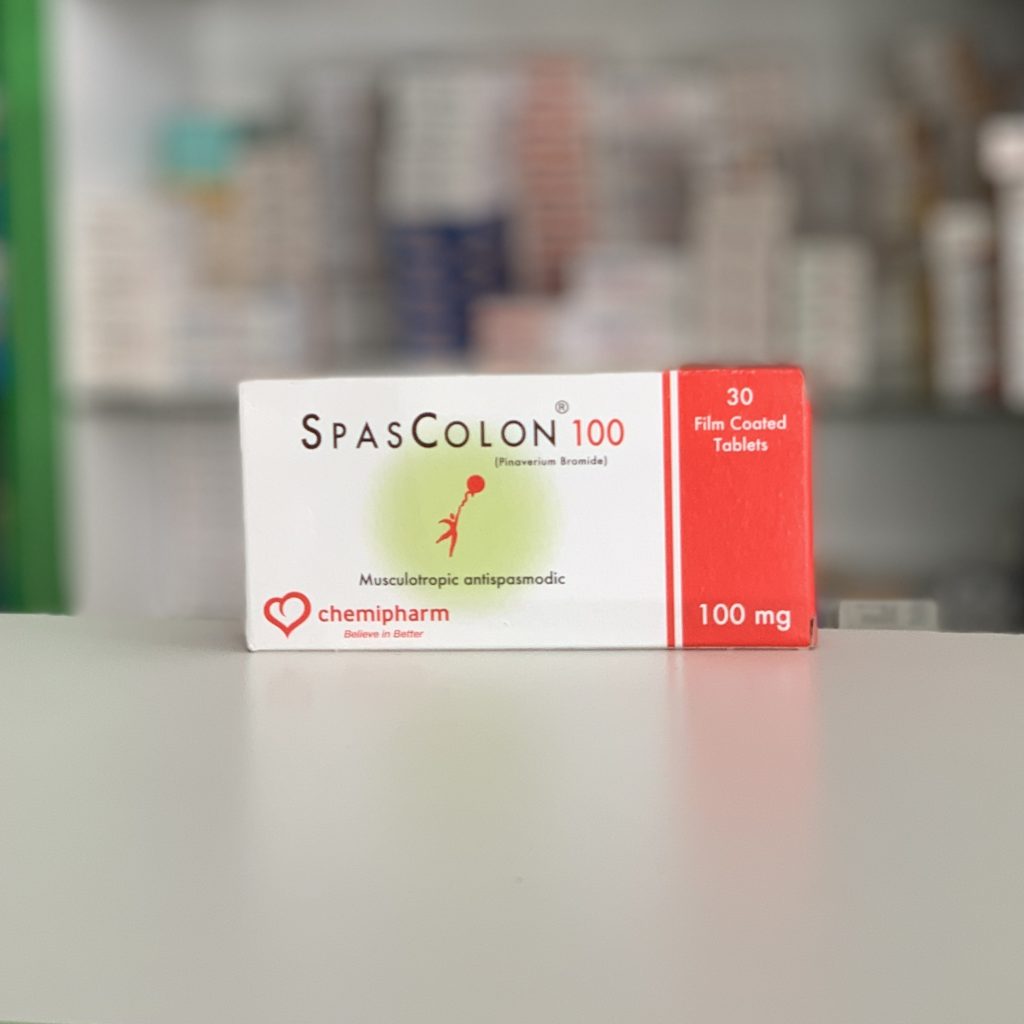 SPASCOLON® 100
(Pinaverium Bromide)
Musculotropic antispasmodic
chemipharm
Believe in Better
30
Film Coated
Tablets
100 mg